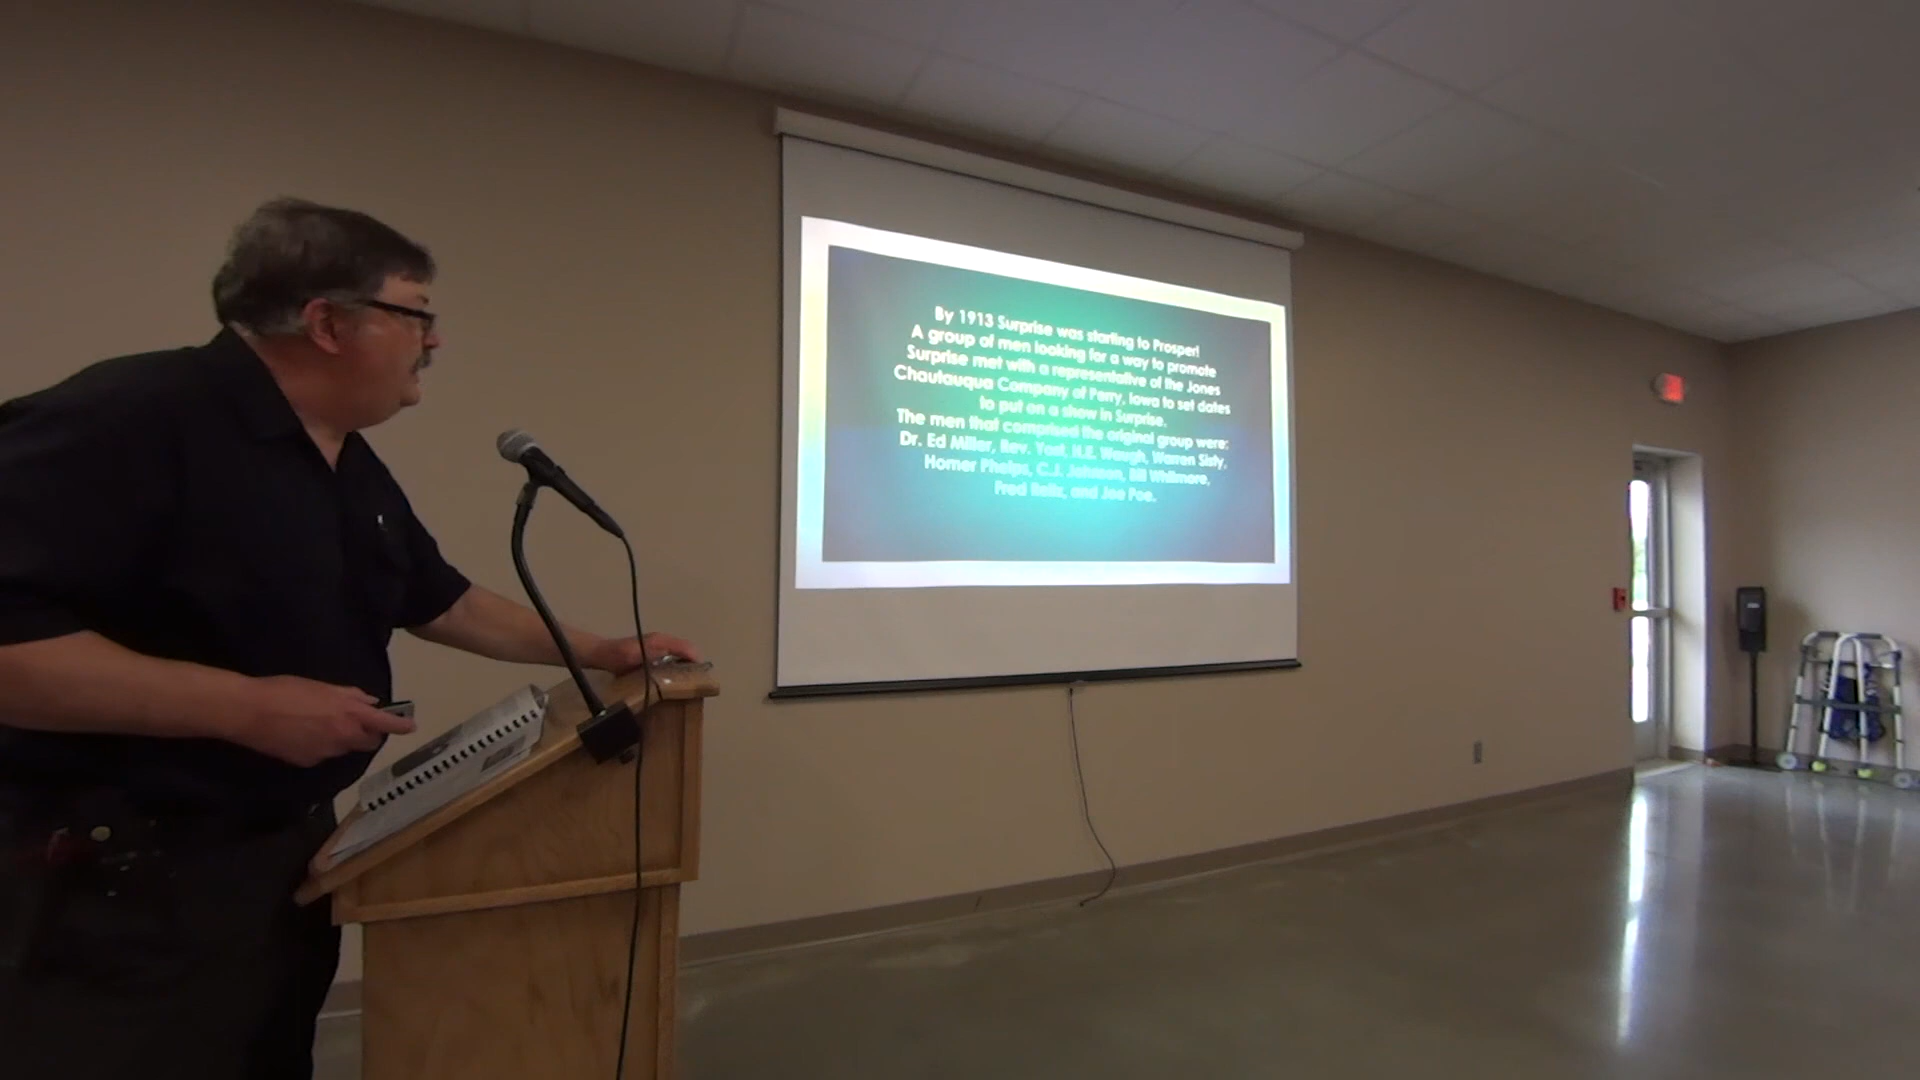 By 1913 Surprise was starting to Prosper!
A group of men looking for a way to promote
Surprise met with a representative of the Jones
Chautauqua Company of Perry, Iowa to set dates
to put on a show in Surprise.
The men that comprised the original group were:
Dr. Ed Miller, Rev. Yost, H.E. Waugh, Warren
Homer Phelps, C.J. Johnson, Bill Whitmore,
Fred and Joe Poe.